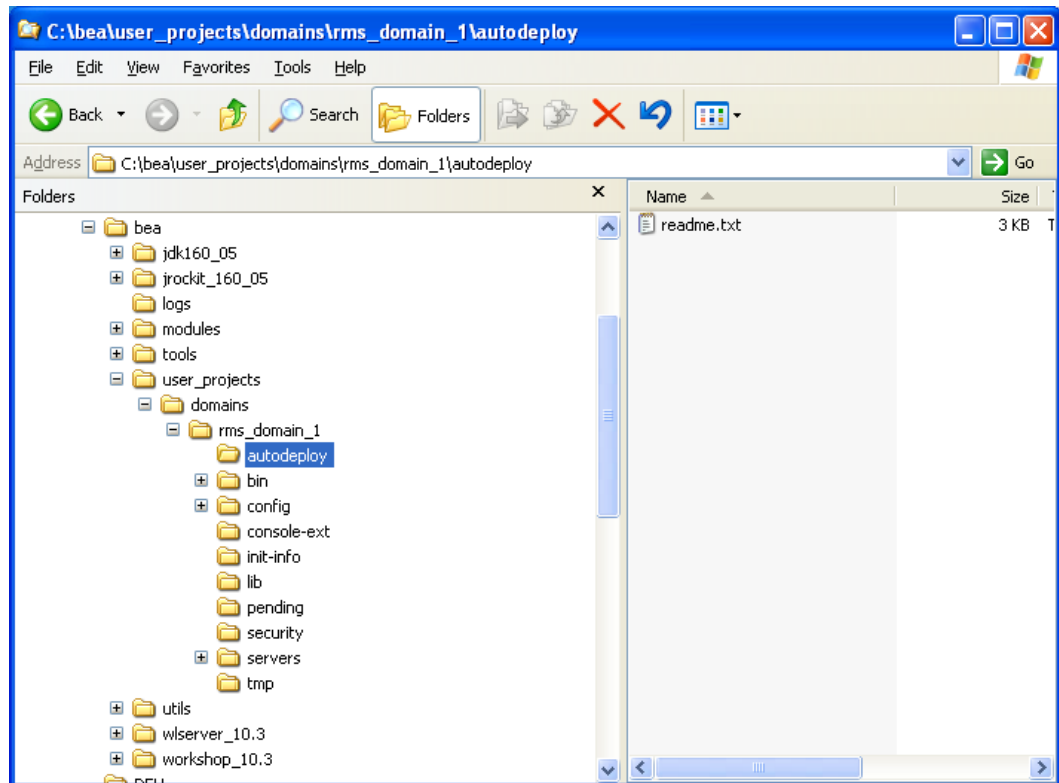 C:\bea\user_projects\domains\rms_domain_1\autodeploy
File Edit View Favorites Tools Help
Back Search Folders
Address C:\bea\user_projects\domains\rms_domain_1\autodeploy Go
Folders x Name Size
bea
readme.txt 3 KB T
jdk160_05
jrockit_160_05
logs
modules
tools
user_projects
domains
rms_domain_1
autodeploy
bin
config
console-ext
init-info
lib
pending
security
servers
tmp
utils
wlserver_10.3
workshop_10.3